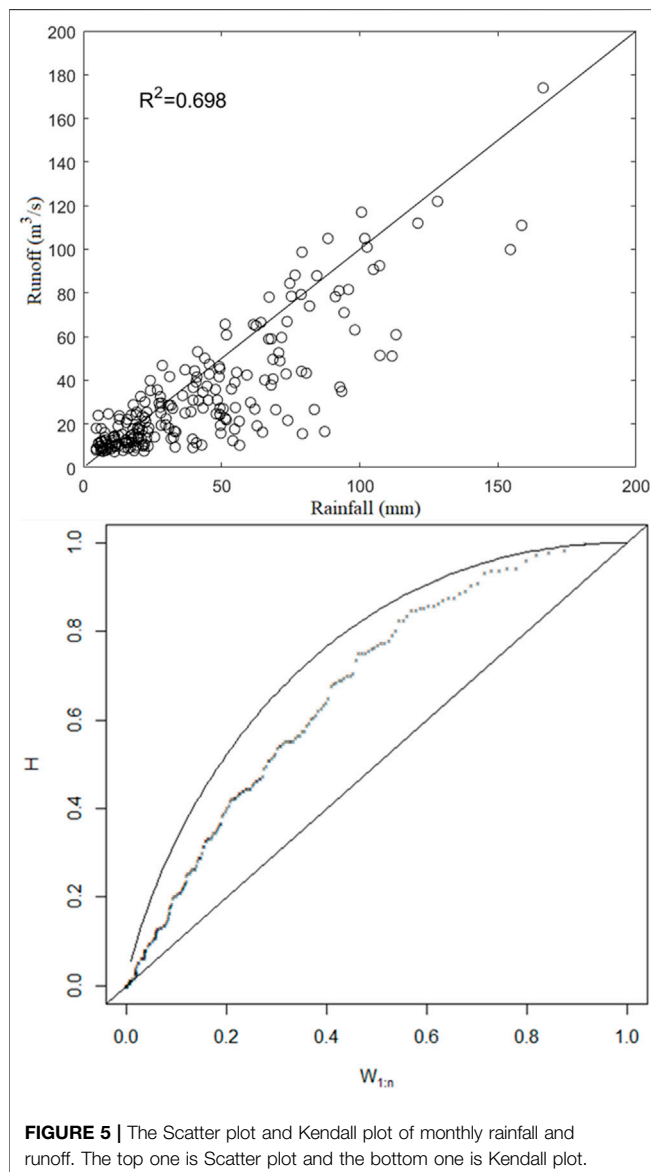 200
180
R²=0.698
160
140
120
100
80
60
40
20
0
Runoff (m³/s)
0 50 100 150 200
Rainfall (mm)
1.0
0.8
0.6
0.4
0.2
0.0
H
0.0 0.2 0.4 0.6 0.8 1.0
W1:n
FIGURE 5 | The Scatter plot and Kendall plot of monthly rainfall and
runoff. The top one is Scatter plot and the bottom one is Kendall plot.